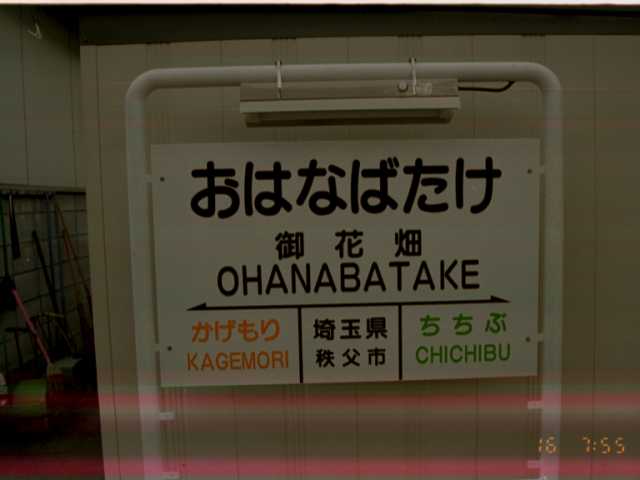 おはなばたけ
御花畑
OHANABATAKE
かげもり 埼玉県 ちちぶ
KAGEMORI 秩父市 CHICHIBU
16 7:55